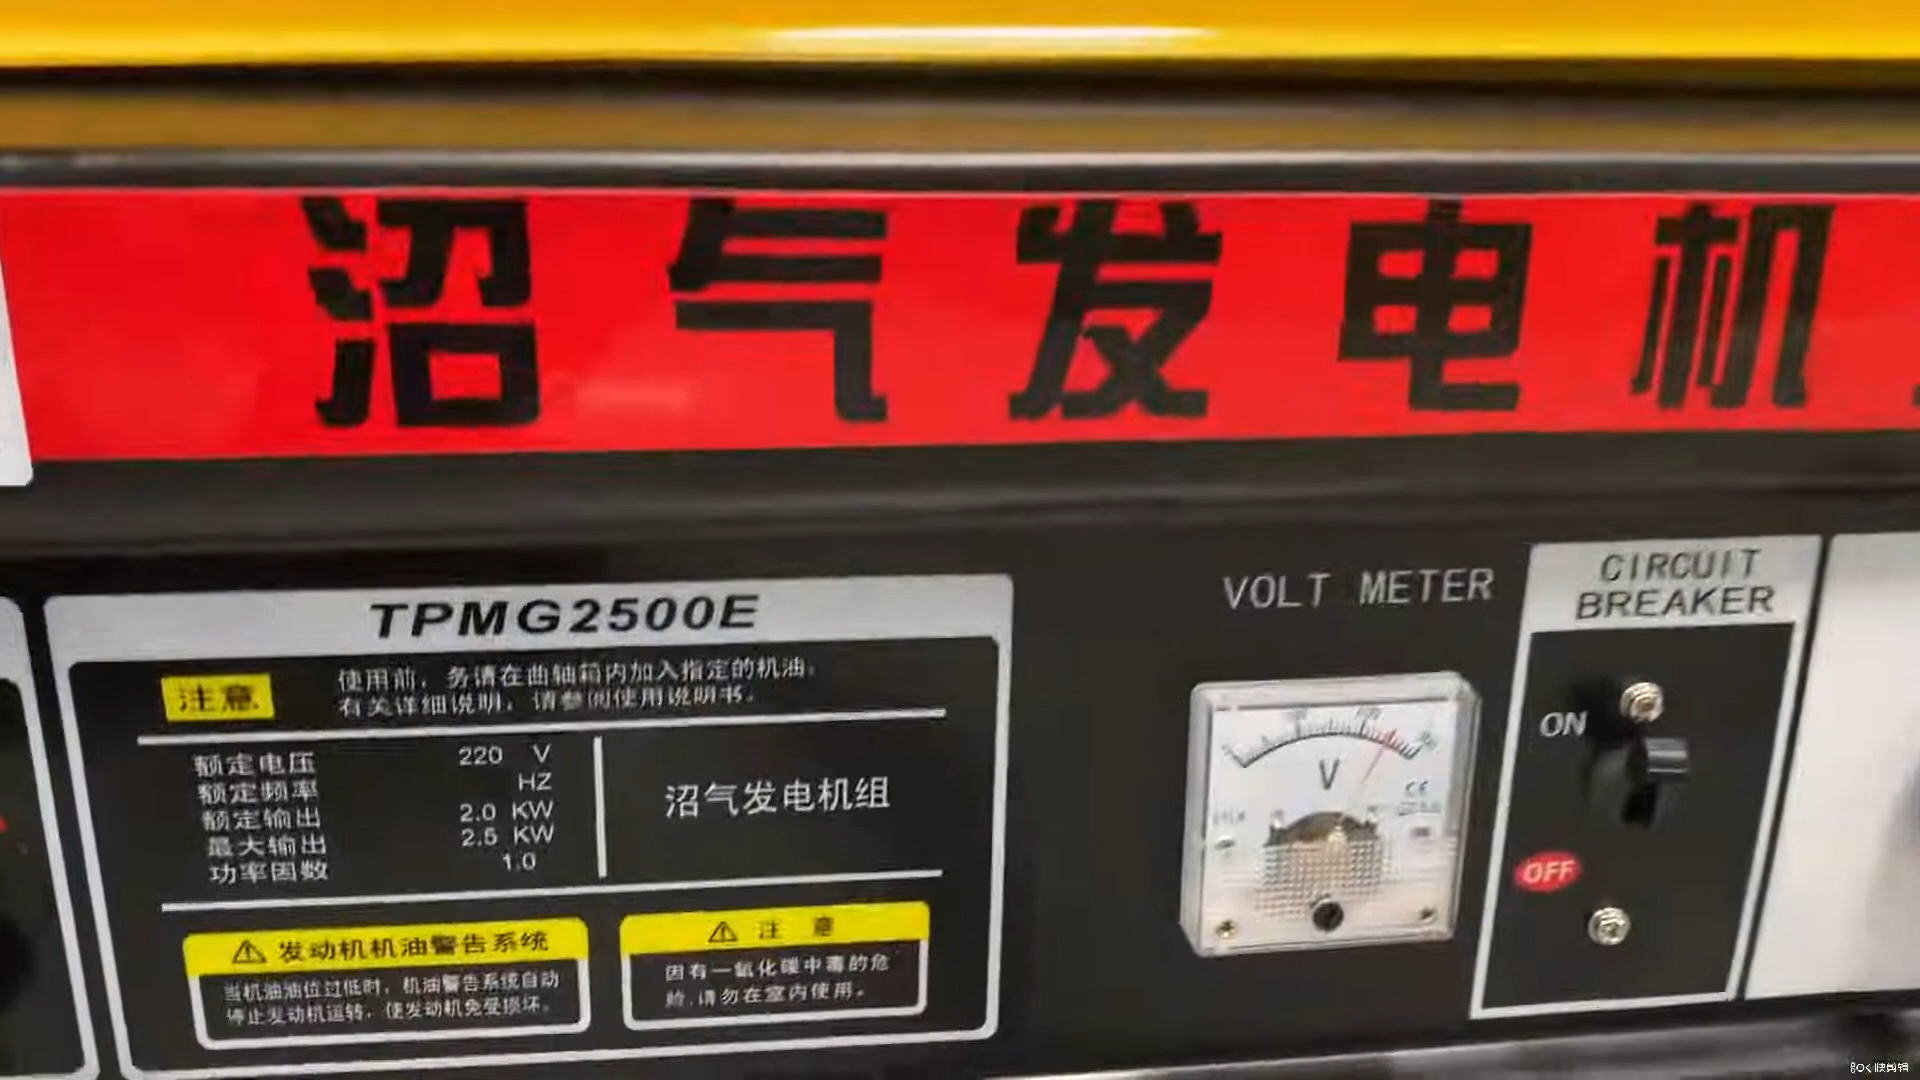 沼气发电机
TPMG2500E
注意
使用前，务请在曲轴箱内加入指定的机油。
有关详细说明，请参阅使用说明书。
额定电压 220 V
额定频率 HZ
额定输出 2.0 KW
最大输出 2.5 KW
功率因数 1.0
沼气发电机组
发动机机油警告系统
当机油油位过低时，机油警告系统自动
停止发动机运转，使发动机免受损坏。
注意
因有一氧化碳中毒的危
险，请勿在室内使用。
VOLT METER
V
CIRCUIT
BREAKER
ON
OFF